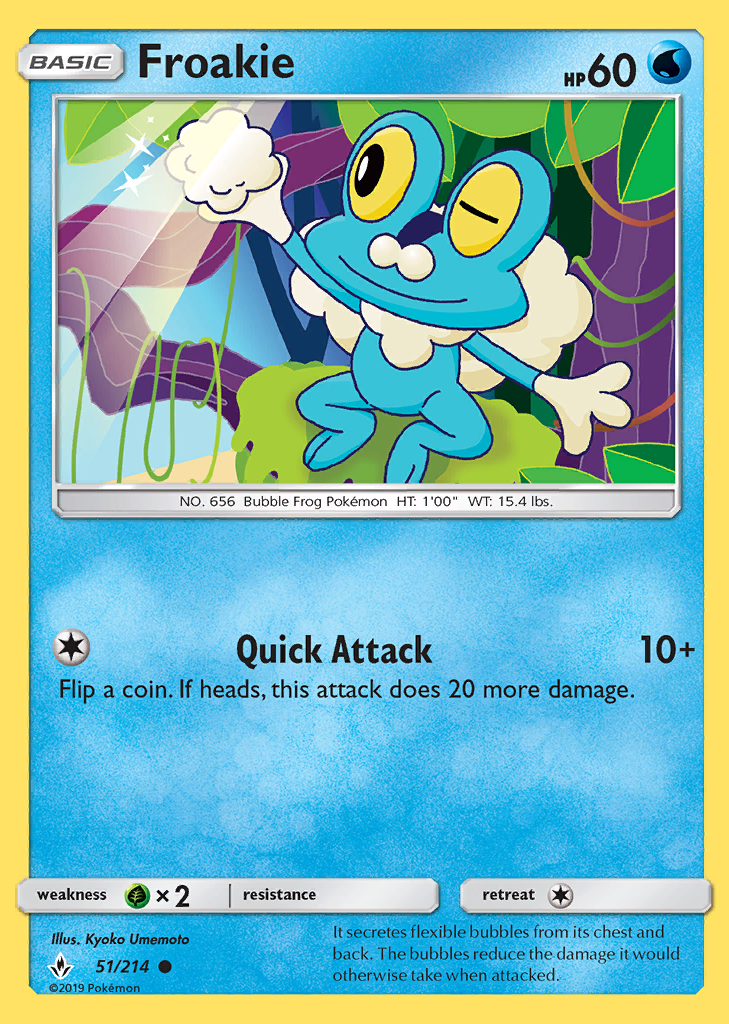 BASIC Froakie HP60
NO. 656 Bubble Frog Pokémon HT: 1'00" WT: 15.4 lbs.
Quick Attack 10+
Flip a coin. If heads, this attack does 20 more damage.
weakness ×2 resistance retreat
Illus. Kyoko Umemoto
51/214
©2019 Pokémon
It secretes flexible bubbles from its chest and
back. The bubbles reduce the damage it would
otherwise take when attacked.